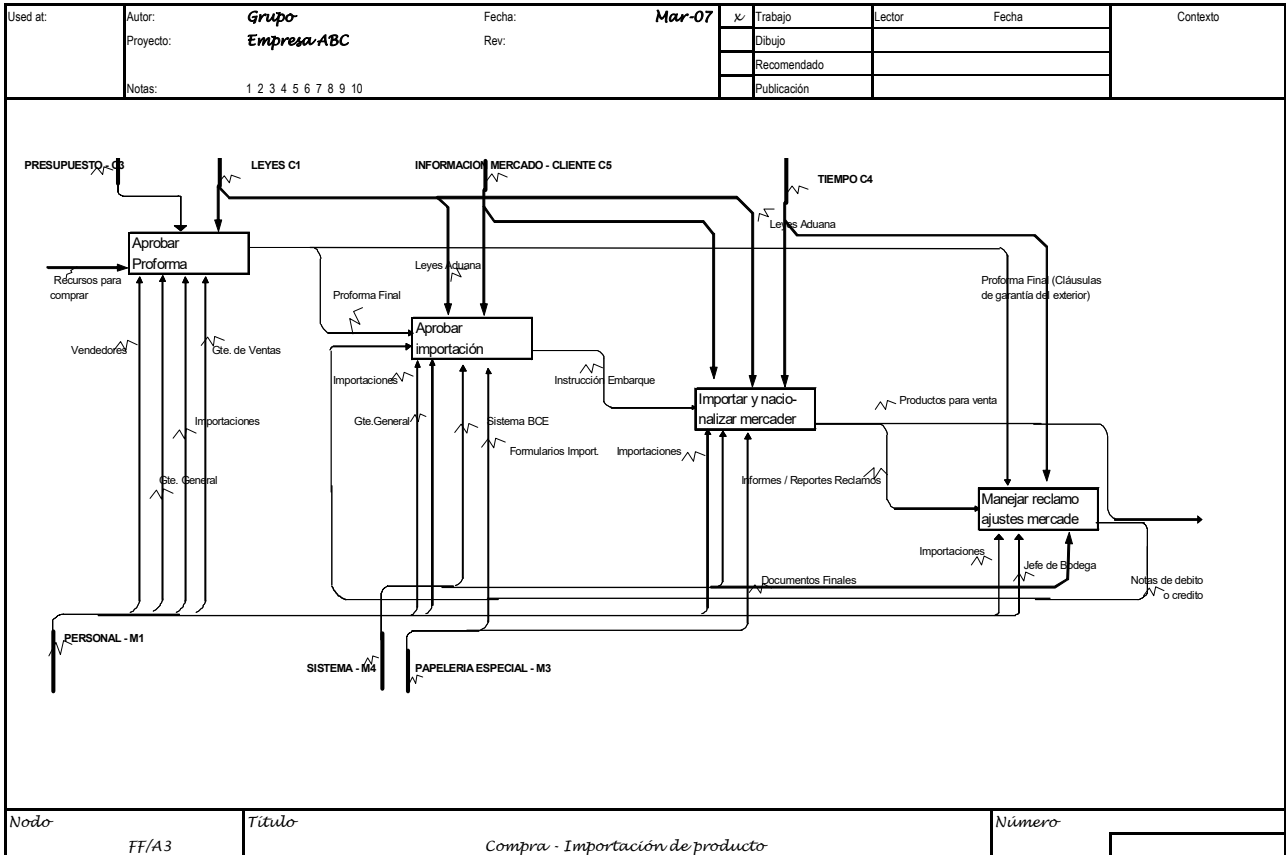 Used at:
Autor:
Grupo
Fecha:
Mar-07
x
Trabajo
Lector
Fecha
Contexto
Proyecto:
Empresa ABC
Rev:
Dibujo
Recomendado
Notas:
1 2 3 4 5 6 7 8 9 10
Publicación
PRESUPUESTO - C3
LEYES C1
INFORMACION MERCADO - CLIENTE C5
TIEMPO C4
Leyes Aduana
Aprobar
Proforma
Recursos para
comprar
Leyes Aduana
Proforma Final
Proforma Final (Cláusulas
de garantía del exterior)
Aprobar
importación
Vendedores
Gte. de Ventas
Importaciones
Instrucción Embarque
Importar y nacio-
nalizar mercader
Productos para venta
Importaciones
Gte.General
Sistema BCE
Formularios Import.
Importaciones
Gte. General
Informes / Reportes Reclamos
Manejar reclamo
ajustes mercade
Importaciones
Jefe de Bodega
Documentos Finales
Notas de debito
o credito
PERSONAL - M1
SISTEMA - M4
PAPELERIA ESPECIAL - M3
Nodo
FF/A3
Título
Compra - Importación de producto
Número